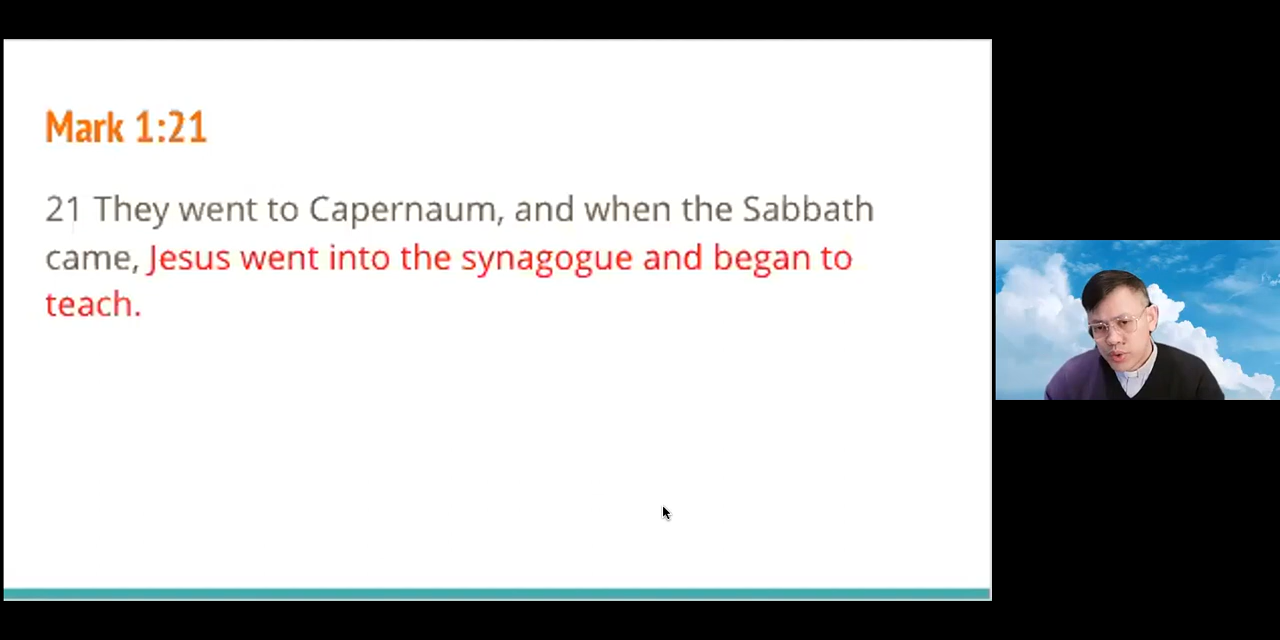 Mark 1:21
21 They went to Capernaum, and when the Sabbath
came, Jesus went into the synagogue and began to
teach.